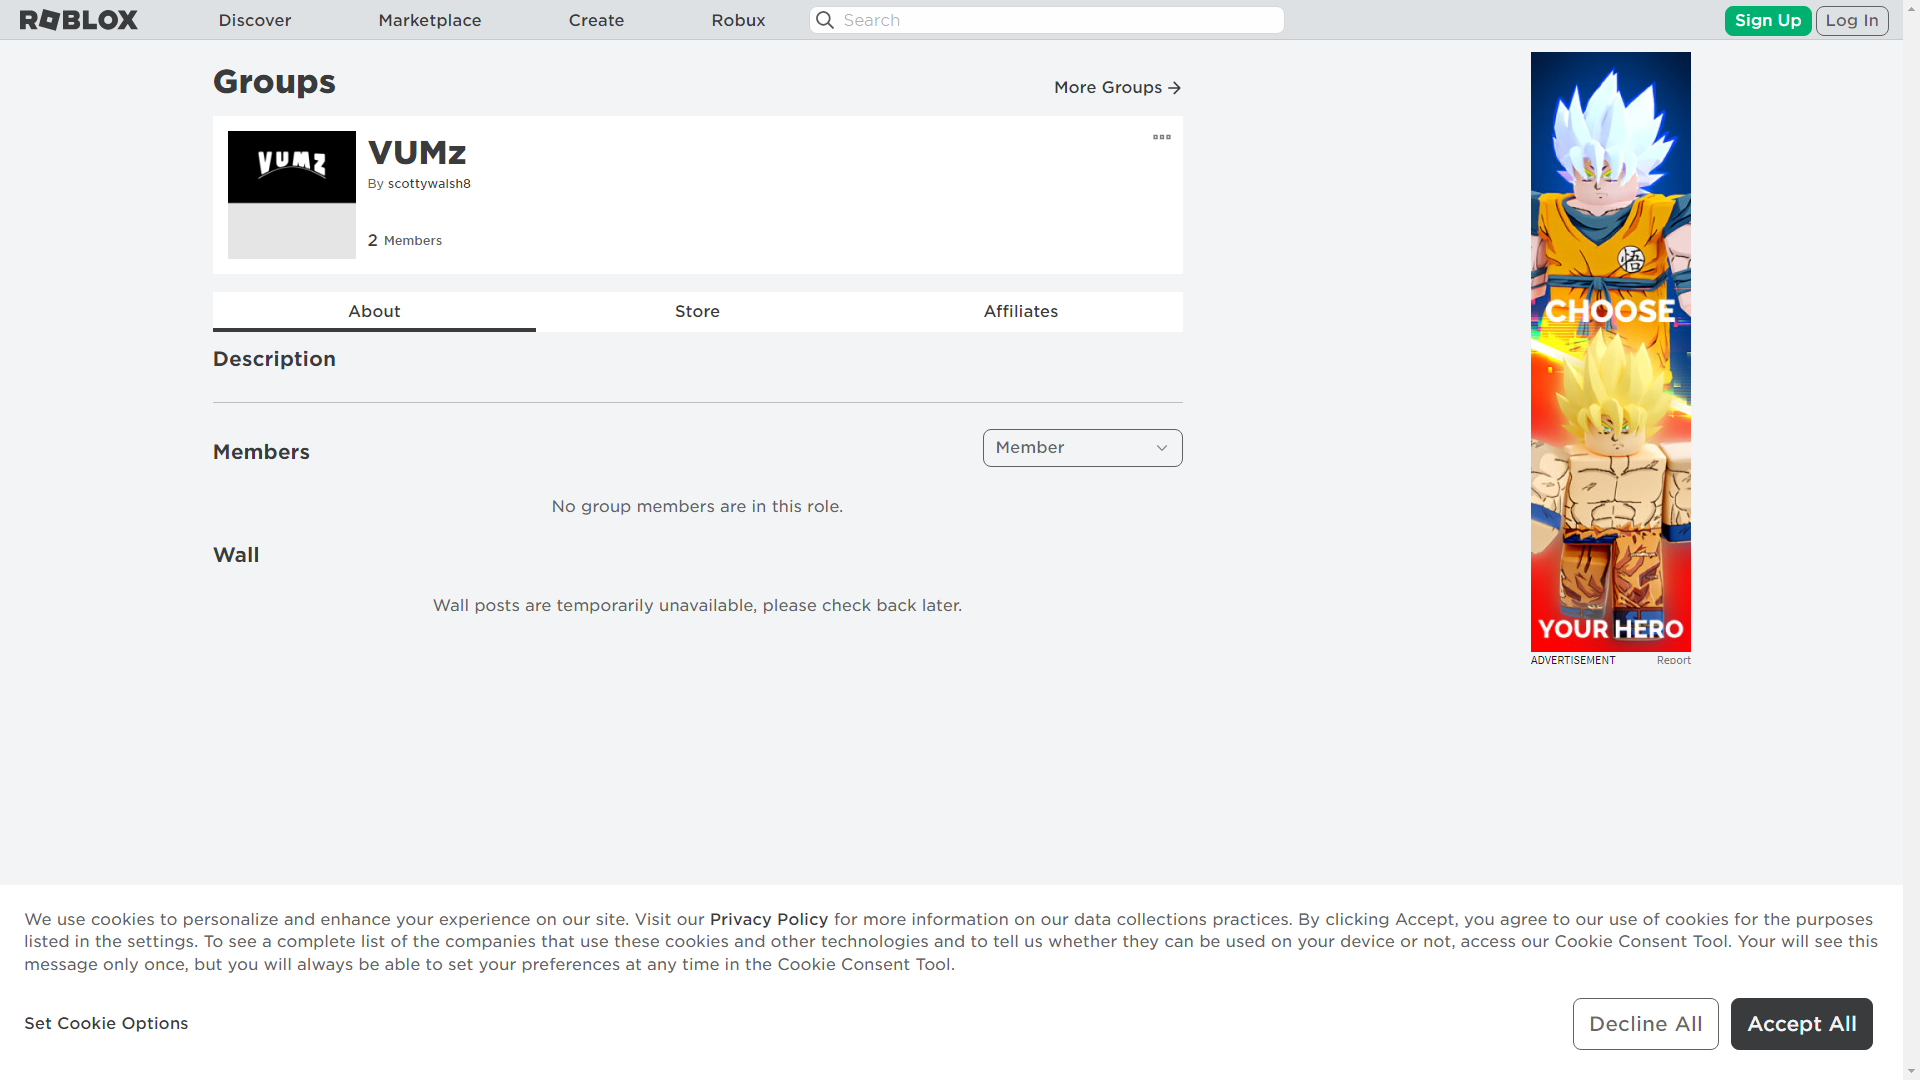 ROBLOX
Discover
Marketplace
Create
Robux
Search
Sign Up
Log In
Groups
More Groups
VUMZ
VUMz
By scottywalsh8
2 Members
About
Store
Affiliates
Description
Members
Member
No group members are in this role.
Wall
Wall posts are temporarily unavailable, please check back later.
悟
CHOOSE
YOUR HERO
ADVERTISEMENT
Report
We use cookies to personalize and enhance your experience on our site. Visit our Privacy Policy for more information on our data collections practices. By clicking Accept, you agree to our use of cookies for the purposes
listed in the settings. To see a complete list of the companies that use these cookies and other technologies and to tell us whether they can be used on your device or not, access our Cookie Consent Tool. Your will see this
message only once, but you will always be able to set your preferences at any time in the Cookie Consent Tool.
Set Cookie Options
Decline All
Accept All